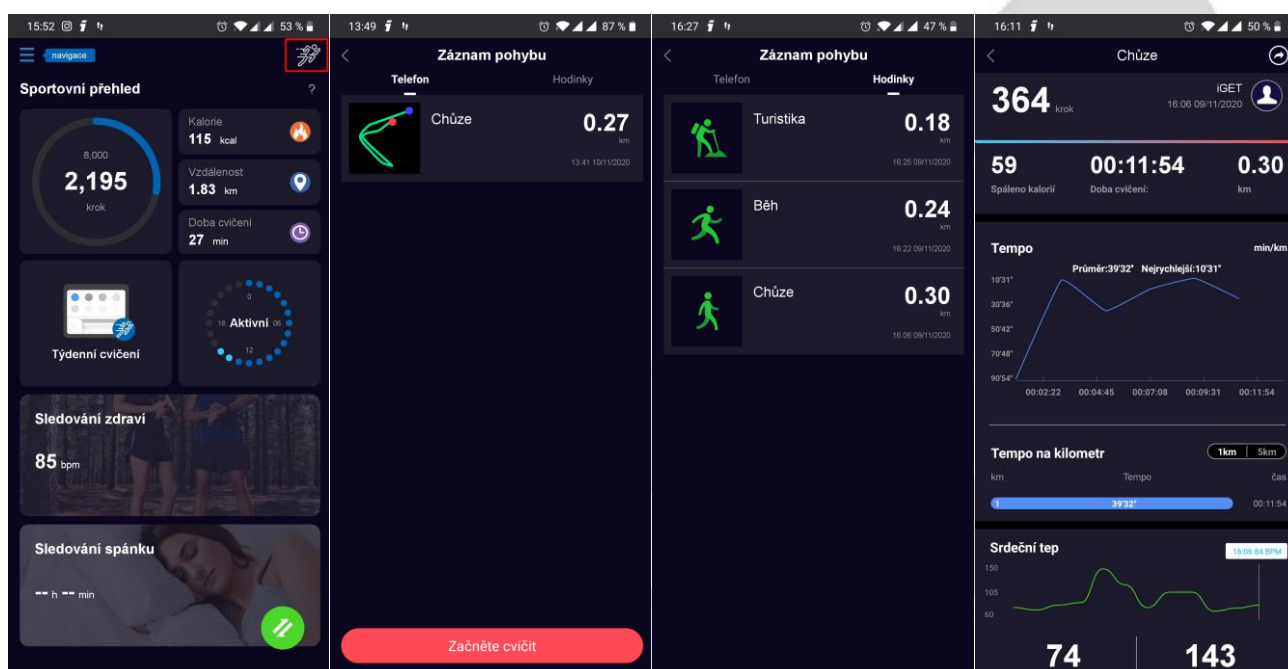 15:52 53 %
navigace
Sportovní přehled ?
8,000
2,195
krok
Kalorie
115 kcal
Vzdálenost
1.83 km
Doba cvičení
27 min
Týdenní cvičení
0
18 Aktivní 06
12
Sledování zdraví
85 bpm
Sledování spánku
-- h -- min
13:49 87 %
Záznam pohybu
Telefon Hodinky
Chůze 0.27
km
13:41 10/11/2020
Začněte cvičit
16:27 47 %
Záznam pohybu
Telefon Hodinky
Turistika 0.18
km
16:25 09/11/2020
Běh 0.24
km
16:22 09/11/2020
Chůze 0.30
km
16:06 09/11/2020
16:11 50 %
Chůze
364 krok
iGET
16:06 09/11/2020
59 00:11:54 0.30
Spáleno kalorií Doba cvičení: km
Tempo min/km
Průměr:39'32" Nejrychlejší:10'31"
10'31"
30'36"
50'42"
70'48"
90'54"
00:02:22 00:04:45 00:07:08 00:09:31 00:11:54
Tempo na kilometr 1km 5km
km Tempo čas
1 39'32" 00:11:54
Srdeční tep 16:06 84 BPM
150
105
60
74 143